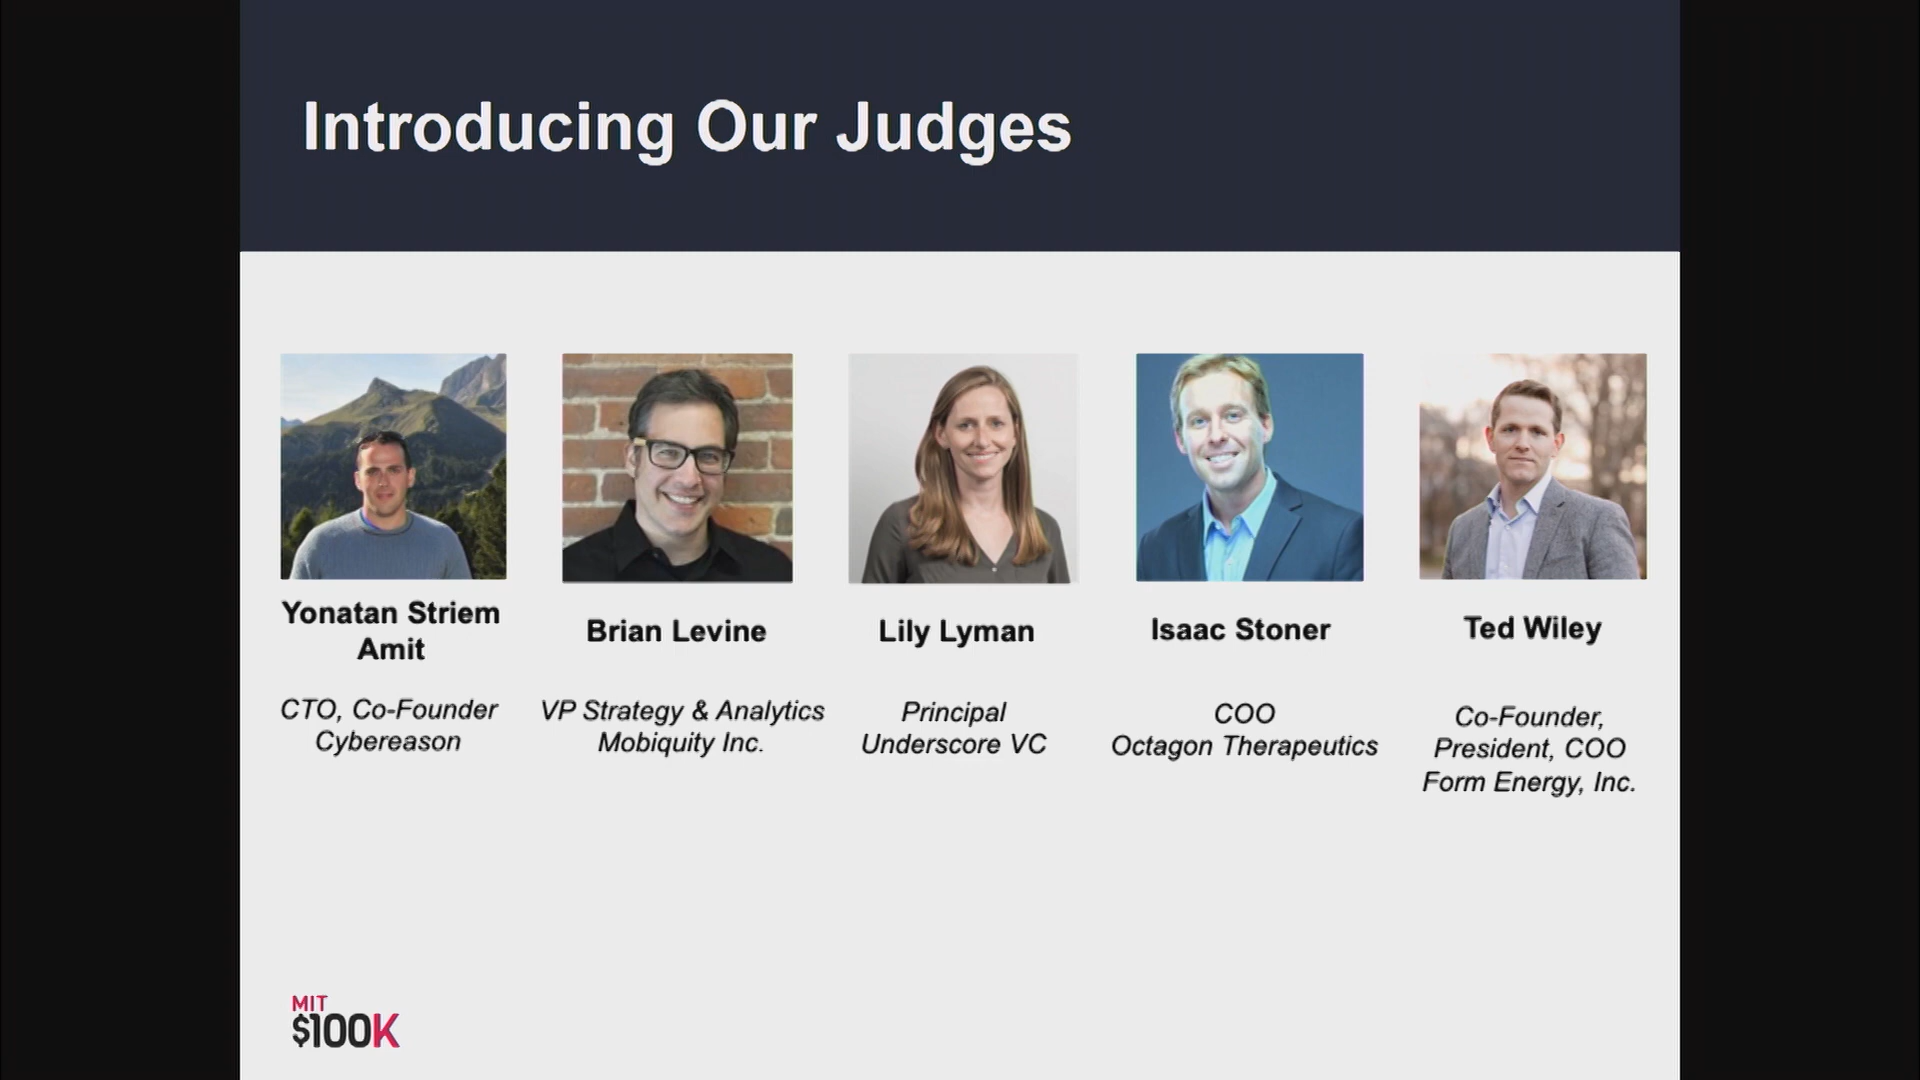 Introducing Our Judges
Yonatan Striem
Amit
CTO, Co-Founder
Cybereason
Brian Levine
VP Strategy & Analytics
Mobiquity Inc.
Lily Lyman
Principal
Underscore VC
Isaac Stoner
COO
Octagon Therapeutics
Ted Wiley
Co-Founder,
President, COO
Form Energy, Inc.
MIT
$100K